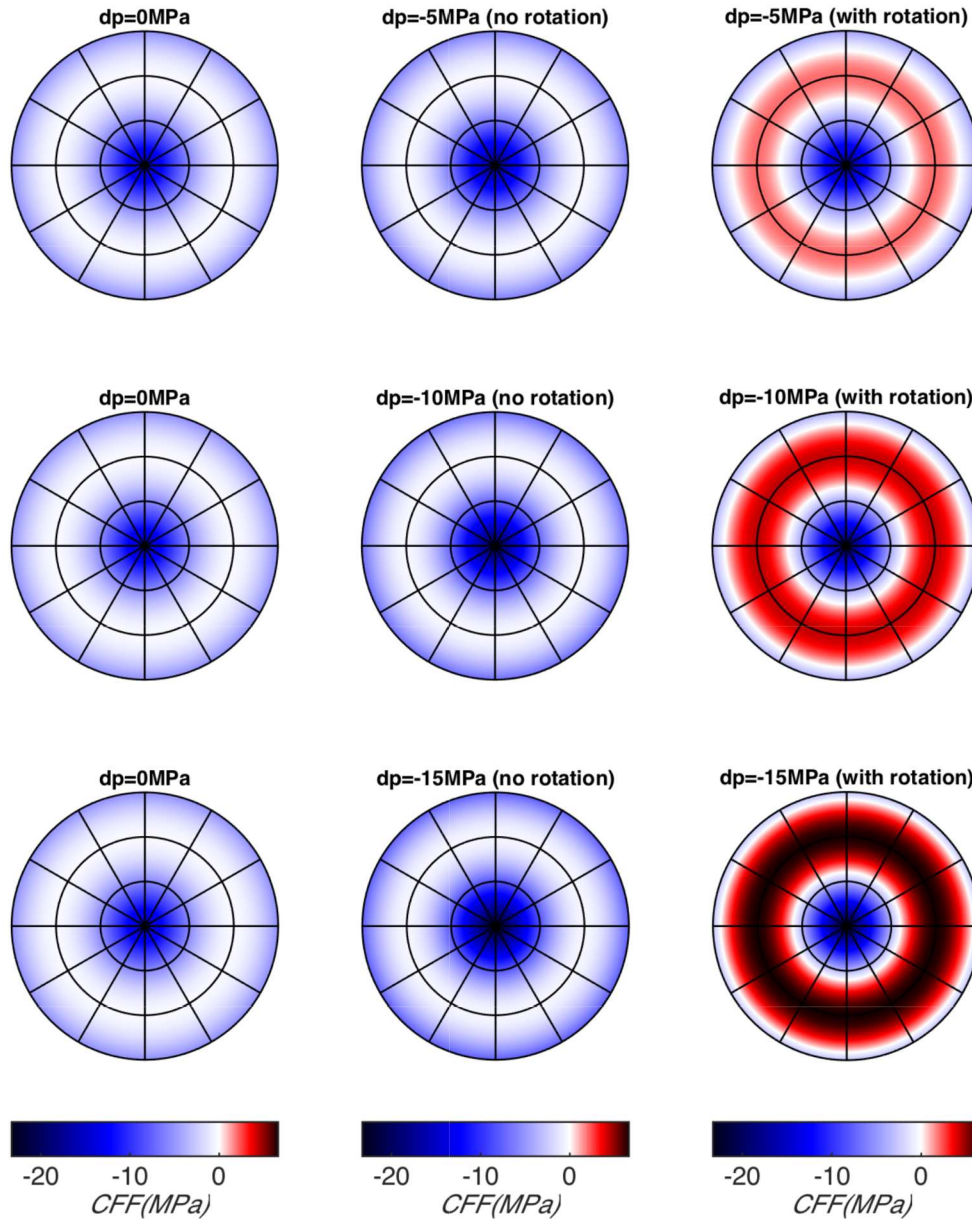 dp=0MPa
dp=-5MPa (no rotation)
dp=-5MPa (with rotation)
dp=0MPa
dp=-10MPa (no rotation)
dp=-10MPa (with rotation)
dp=0MPa
dp=-15MPa (no rotation)
dp=-15MPa (with rotation)
-20 -10 0
CFF(MPa)
-20 -10 0
CFF(MPa)
-20 -10 0
CFF(MPa)